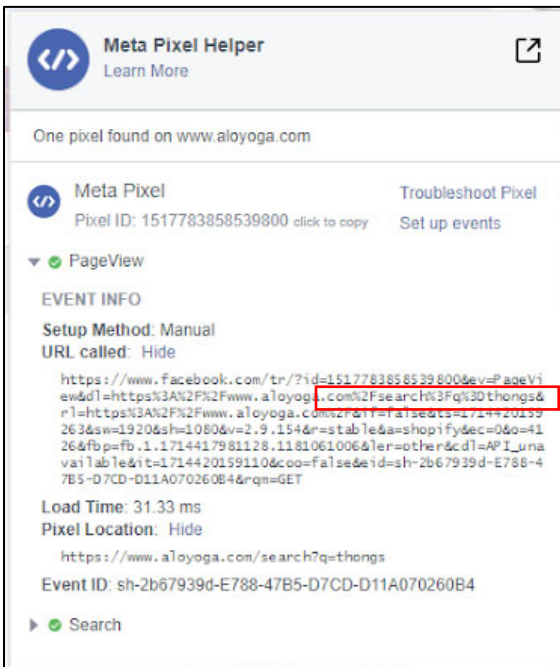 Meta Pixel Helper
Learn More
One pixel found on www.aloyoga.com
Meta Pixel
Troubleshoot Pixel
Pixel ID: 1517783858539800 click to copy
Set up events
PageView
EVENT INFO
Setup Method: Manual
URL called: Hide
https://www.facebook.com/tr/?id=1517783858539800&ev=PageVi
ew&dl=https%3A%2F%2Fwww.aloyoga.com%2Fsearch%3Fq%3Dthongs&
rl=https%3A%2F%2Fwww.aloyoga.com%2F&if=false&ts=1714420159
263&sw=1920&sh=1080&v=2.9.154&r=stable&a=shopify&ec=0&o=41
26&fbp=fb.1.1714417981128.1181061006&ler=other&cdl=API_una
vailable&it=1714420159110&coo=false&eid=sh-2b67939d-E788-4
7B5-D7CD-D11A070260B4&rqm=GET
Load Time: 31.33 ms
Pixel Location: Hide
https://www.aloyoga.com/search?q=thongs
Event ID: sh-2b67939d-E788-47B5-D7CD-D11A070260B4
Search